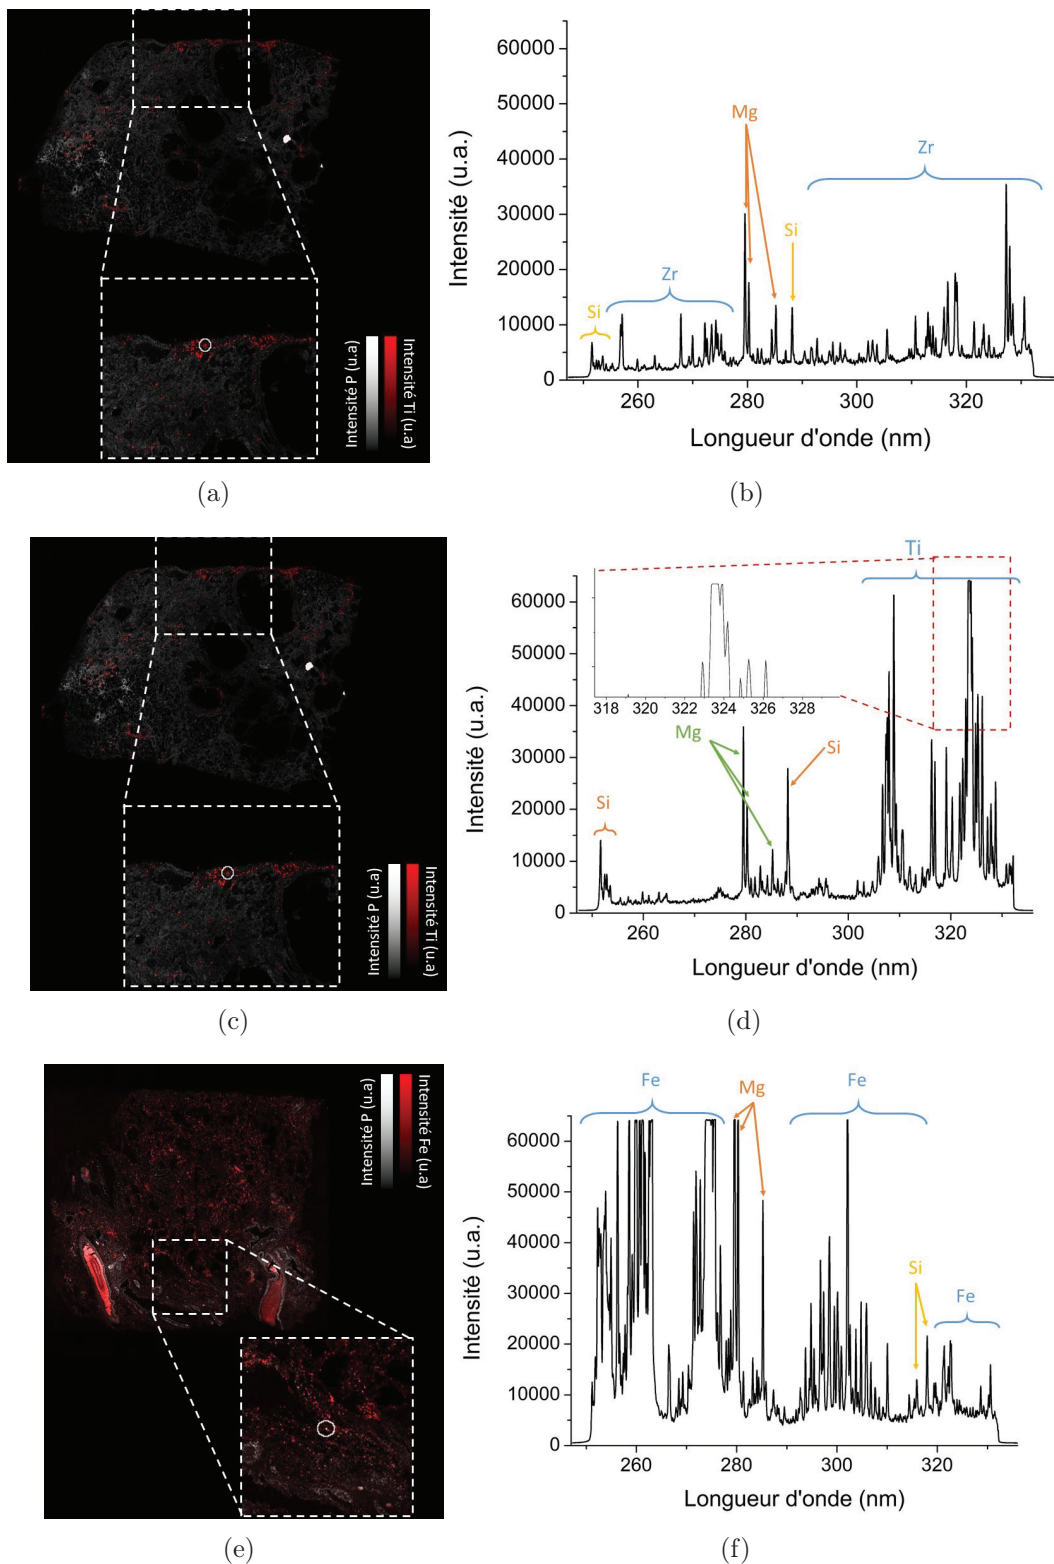 Intensité P (u.a)
Intensité Ti (u.a)
(a)
Intensité (u.a.)
60000
50000
40000
30000
20000
10000
0
Mg
Zr
Si
Zr
Si
260
280
300
320
Longueur d'onde (nm)
(b)
Intensité P (u.a)
Intensité Ti (u.a)
(c)
Intensité (u.a.)
60000
50000
40000
30000
20000
10000
0
Ti
318 320 322 324 326 328
Mg
Si
Si
260
280
300
320
Longueur d'onde (nm)
(d)
Intensité P (u.a)
Intensité Fe (u.a)
(e)
Intensité (u.a.)
60000
50000
40000
30000
20000
10000
0
Fe
Mg
Fe
Si
Fe
260
280
300
320
Longueur d'onde (nm)
(f)